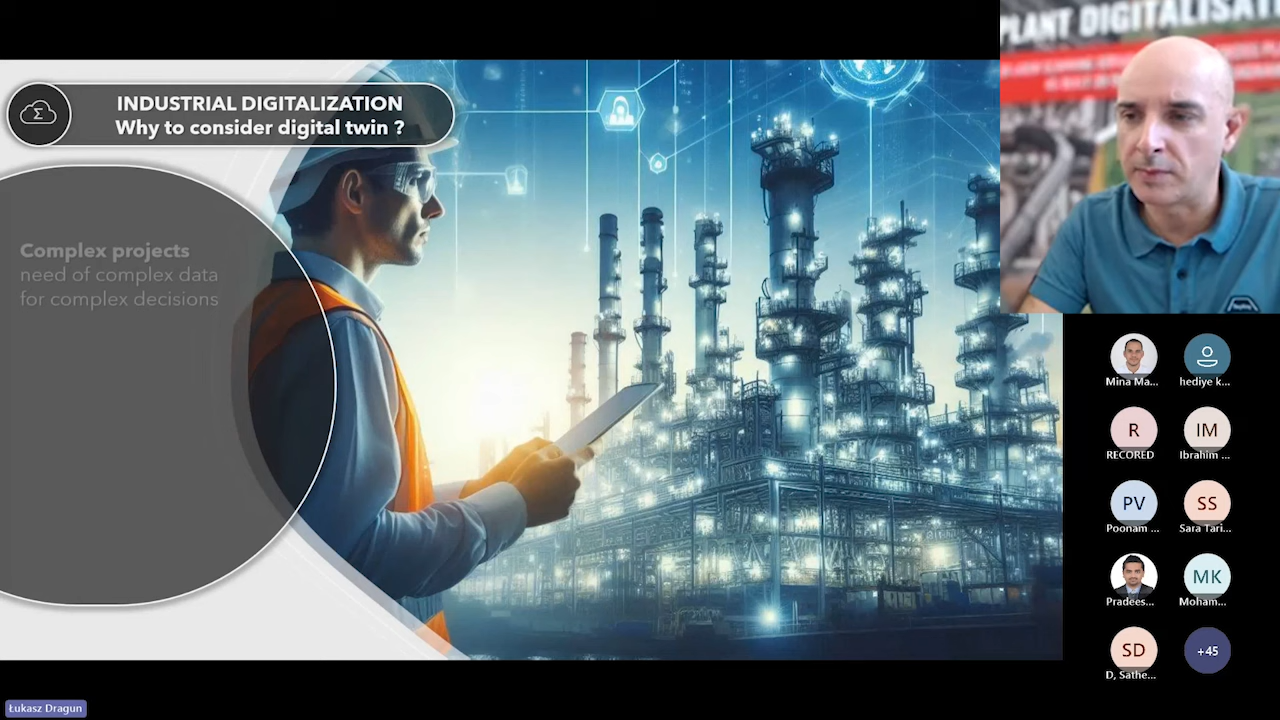 INDUSTRIAL DIGITALIZATION
Why to consider digital twin ?
Complex projects
need of complex data
for complex decisions
PLANT DIGITALISATI
Mina Ma...
hediye k...
R
RECORED
IM
Ibrahim ...
PV
Poonam ...
SS
Sara Tari...
Pradees...
MK
Moham...
SD
D, Sathe...
+45
Łukasz Dragun